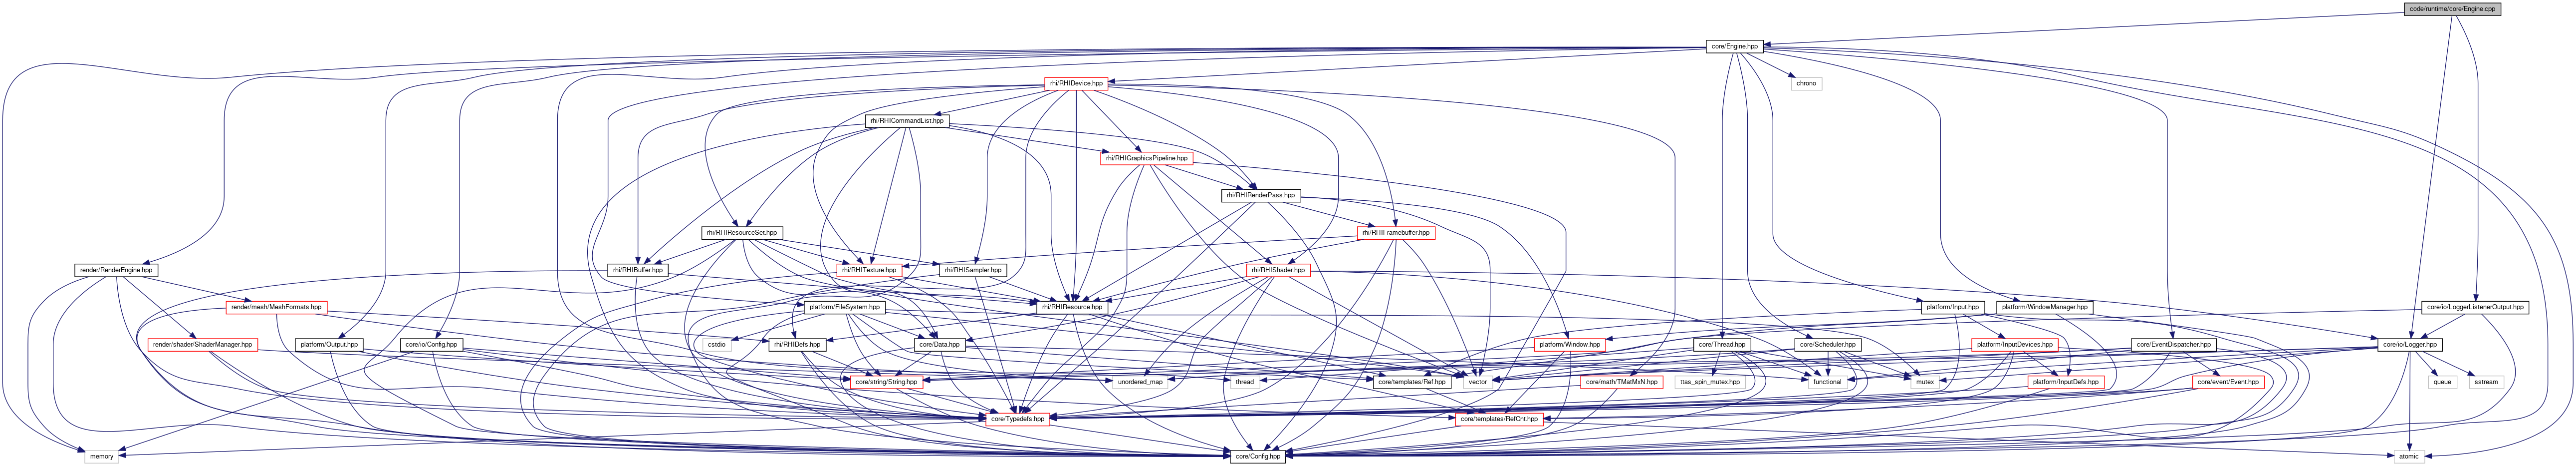 code/runtime/core/Engine.cpp
core/Engine.hpp
rhi/RHIDevice.hpp
chrono
rhi/RHICommandList.hpp
rhi/RHIGraphicsPipeline.hpp
rhi/RHIRenderPass.hpp
rhi/RHIResourceSet.hpp
rhi/RHIFramebuffer.hpp
render/RenderEngine.hpp
rhi/RHIBuffer.hpp
rhi/RHITexture.hpp
rhi/RHISampler.hpp
rhi/RHIShader.hpp
render/mesh/MeshFormats.hpp
platform/FileSystem.hpp
rhi/RHIResource.hpp
platform/Input.hpp
platform/WindowManager.hpp
core/io/LoggerListenerOutput.hpp
render/shader/ShaderManager.hpp
platform/Output.hpp
core/io/Config.hpp
cstdio
rhi/RHIDefs.hpp
core/Data.hpp
platform/Window.hpp
core/Thread.hpp
core/Scheduler.hpp
platform/InputDevices.hpp
core/EventDispatcher.hpp
core/io/Logger.hpp
core/string/String.hpp
unordered_map
thread
core/templates/Ref.hpp
vector
core/math/TMatMxN.hpp
ttas_spin_mutex.hpp
functional
mutex
platform/InputDefs.hpp
core/event/Event.hpp
queue
sstream
core/Typedefs.hpp
core/templates/RefCnt.hpp
memory
core/Config.hpp
atomic